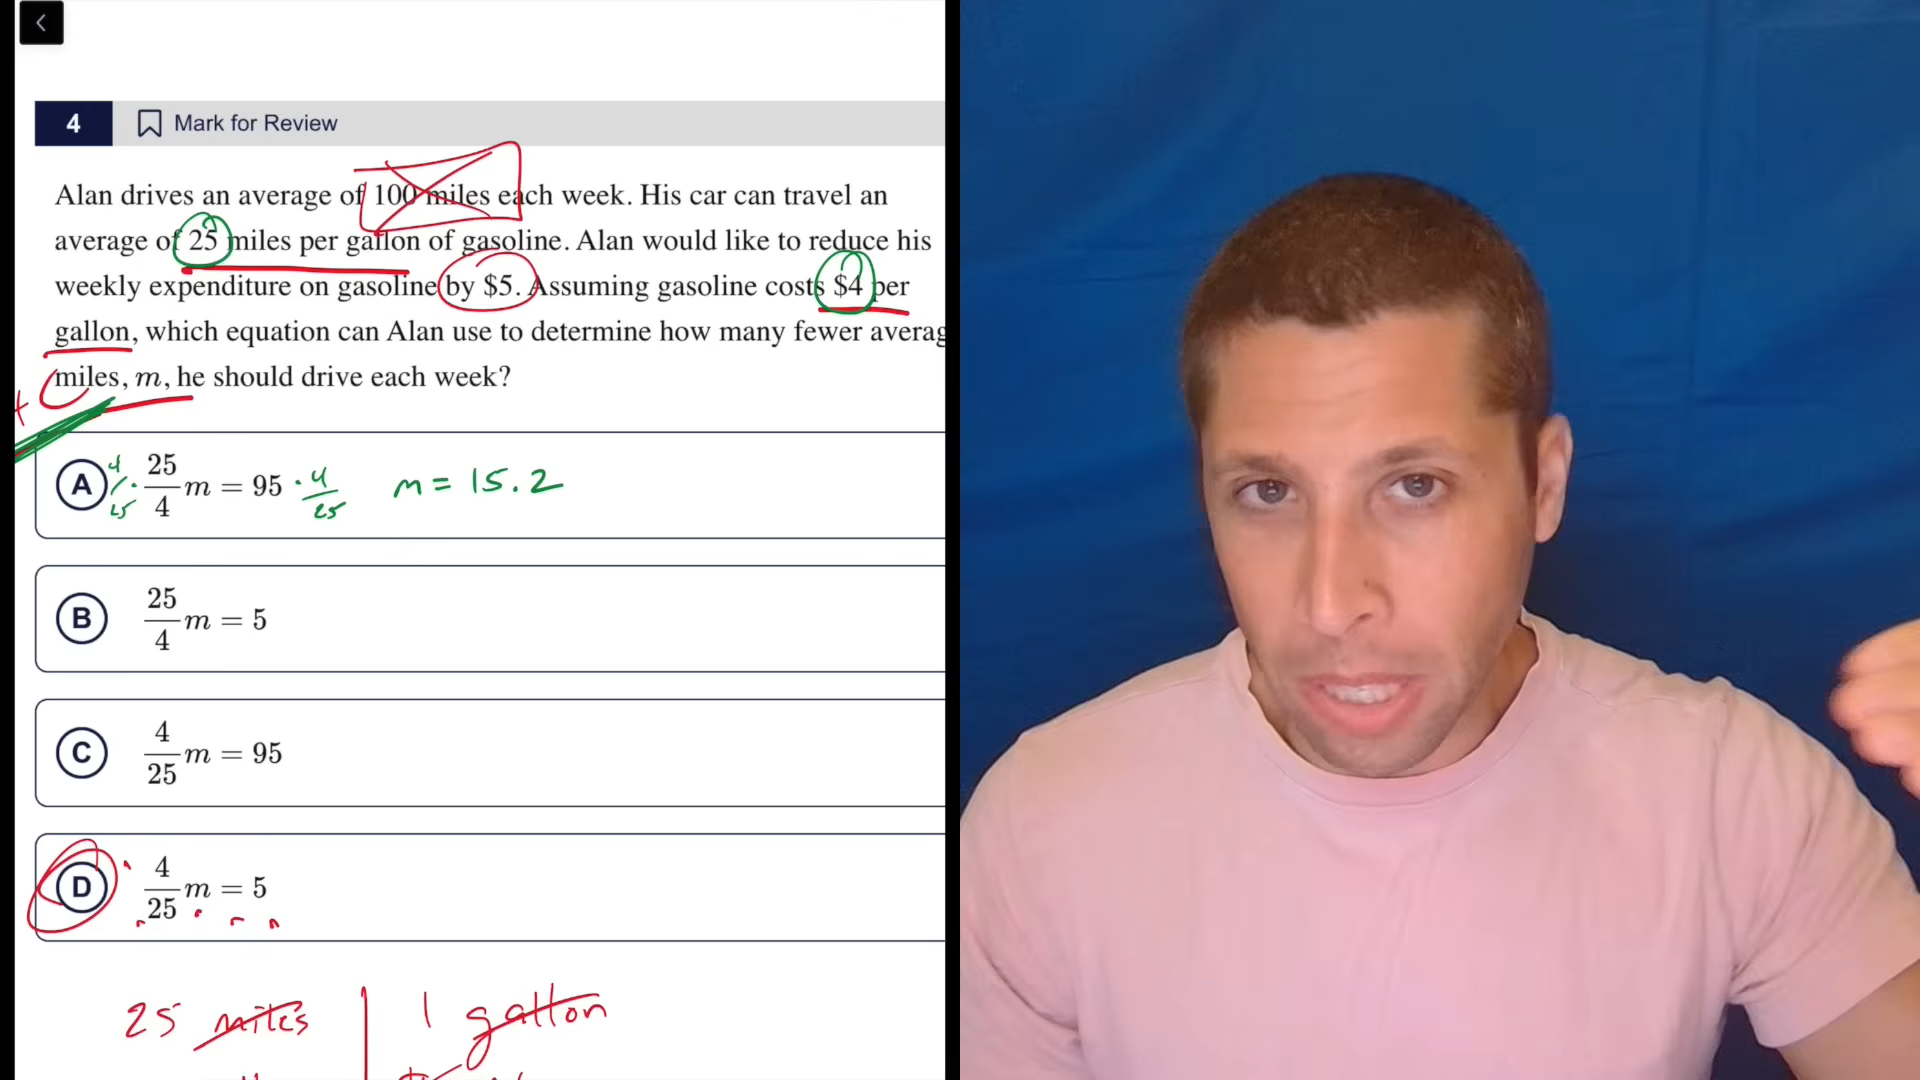 4 Mark for Review
Alan drives an average of 100 miles each week. His car can travel an
average of 25 miles per gallon of gasoline. Alan would like to reduce his
weekly expenditure on gasoline by $5. Assuming gasoline costs $4 per
gallon, which equation can Alan use to determine how many fewer averag
miles, m, he should drive each week?
A 4/25 · 25/4 m = 95 · 4/25 m = 15.2
B 25/4 m = 5
C 4/25 m = 95
D 4/25 m = 5
25 miles 1 gallon